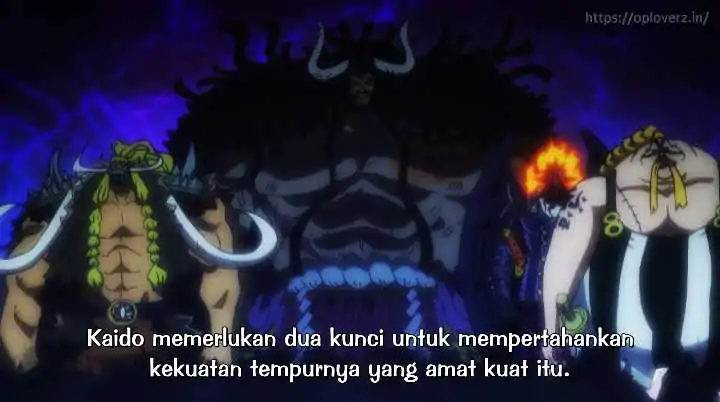 https://oploverz.in/
Kaido memerlukan dua kunci untuk mempertahankan
kekuatan tempurnya yang amat kuat itu.